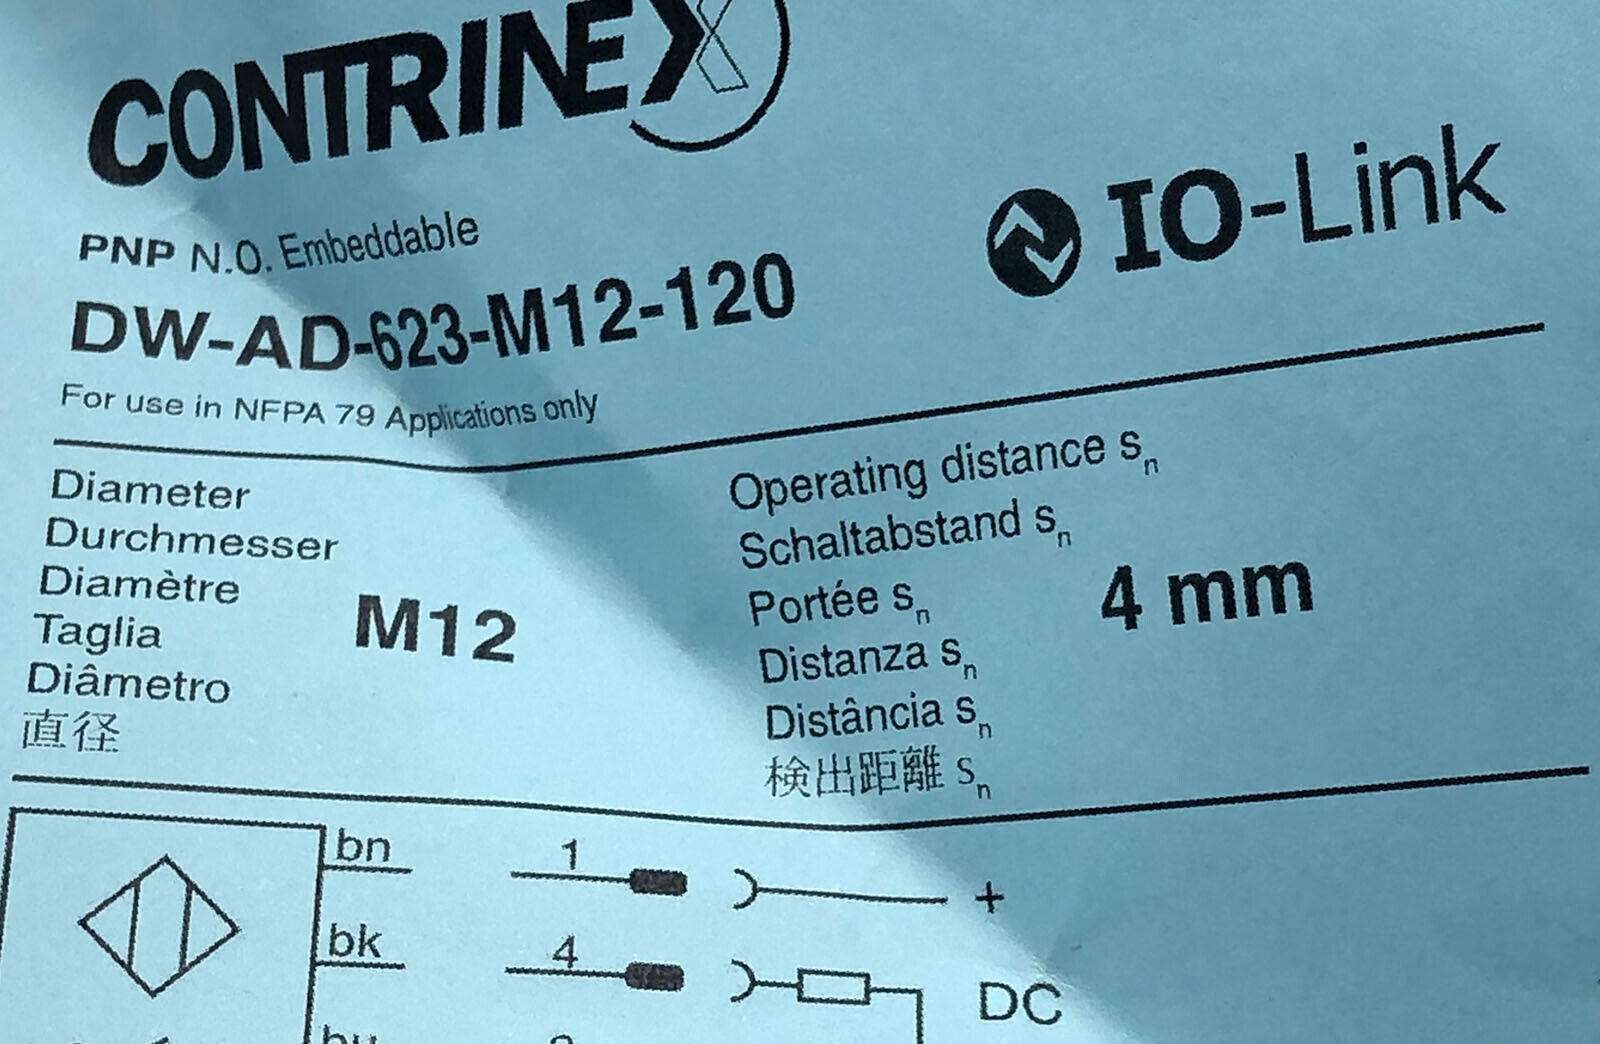 CONTRINEX
IO-Link
PNP N.O. Embeddable
DW-AD-623-M12-120
For use in NFPA 79 Applications only
Diameter
Durchmesser
Diamètre
Taglia
Diâmetro
直径
M12
Operating distance sn
Schaltabstand sn
Portée sn
Distanza sn
Distância sn
検出距離 sn
4 mm
bn
1
+
bk
4
DC